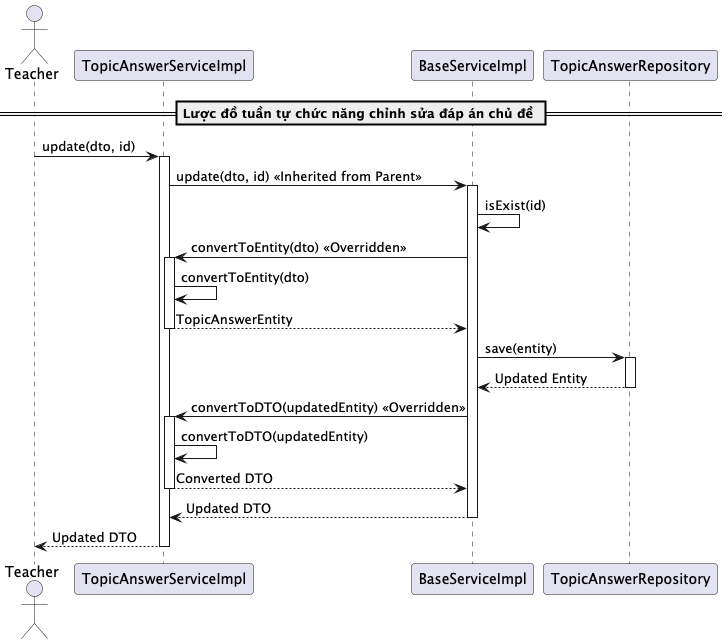 Teacher
TopicAnswerServiceImpl
BaseServiceImpl
TopicAnswerRepository
Lược đồ tuần tự chức năng chỉnh sửa đáp án chủ đề
update(dto, id)
update(dto, id) «Inherited from Parent»
isExist(id)
convertToEntity(dto) «Overridden»
convertToEntity(dto)
TopicAnswerEntity
save(entity)
Updated Entity
convertToDTO(updatedEntity) «Overridden»
convertToDTO(updatedEntity)
Converted DTO
Updated DTO
Updated DTO
Teacher
TopicAnswerServiceImpl
BaseServiceImpl
TopicAnswerRepository